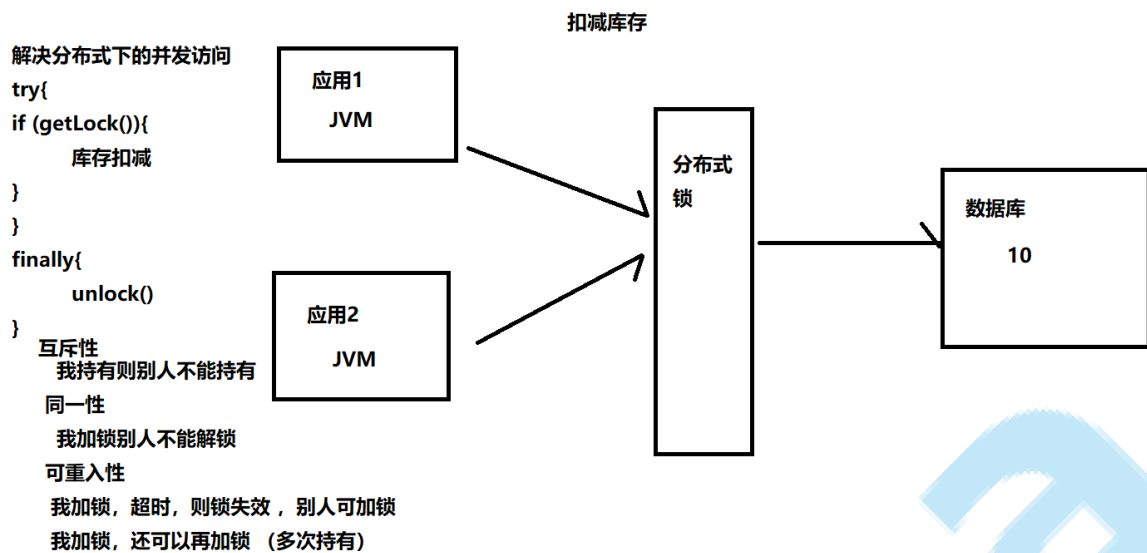 扣减库存
解决分布式下的并发访问
try{
if (getLock()){
库存扣减
}
}
finally{
unlock()
}
互斥性
我持有则别人不能持有
同一性
我加锁别人不能解锁
可重入性
我加锁，超时，则锁失效 ，别人可加锁
我加锁，还可以再加锁 （多次持有）
应用1
JVM
应用2
JVM
分布式
锁
数据库
10